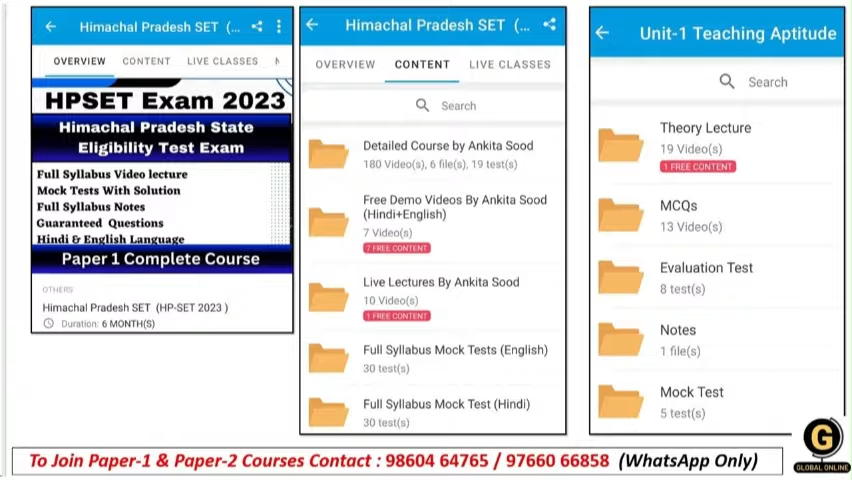 Himachal Pradesh SET (...
OVERVIEW CONTENT LIVE CLASSES
HPSET Exam 2023
Himachal Pradesh State
Eligibility Test Exam
Full Syllabus Video lecture
Mock Tests With Solution
Full Syllabus Notes
Guaranteed Questions
Hindi & English Language
Paper 1 Complete Course
OTHERS
Himachal Pradesh SET (HP-SET 2023 )
Duration: 6 MONTH(S)
Himachal Pradesh SET (...
OVERVIEW CONTENT LIVE CLASSES
Search
Detailed Course by Ankita Sood
180 Video(s), 6 file(s), 19 test(s)
Free Demo Videos By Ankita Sood
(Hindi+English)
7 Video(s)
7 FREE CONTENT
Live Lectures By Ankita Sood
10 Video(s)
1 FREE CONTENT
Full Syllabus Mock Tests (English)
30 test(s)
Full Syllabus Mock Test (Hindi)
30 test(s)
Unit-1 Teaching Aptitude
Search
Theory Lecture
19 Video(s)
1 FREE CONTENT
MCQs
13 Video(s)
Evaluation Test
8 test(s)
Notes
1 file(s)
Mock Test
5 test(s)
To Join Paper-1 & Paper-2 Courses Contact : 98604 64765 / 97660 66858 (WhatsApp Only)
G
GLOBAL ONLINE